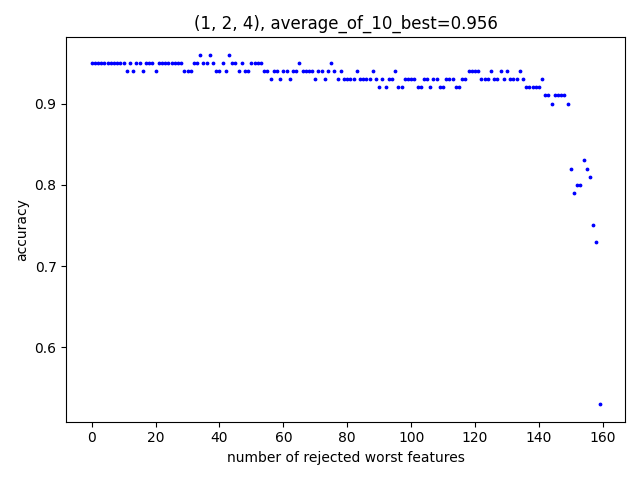 (1, 2, 4), average_of_10_best=0.956
accuracy
0.9
0.8
0.7
0.6
0 20 40 60 80 100 120 140 160
number of rejected worst features